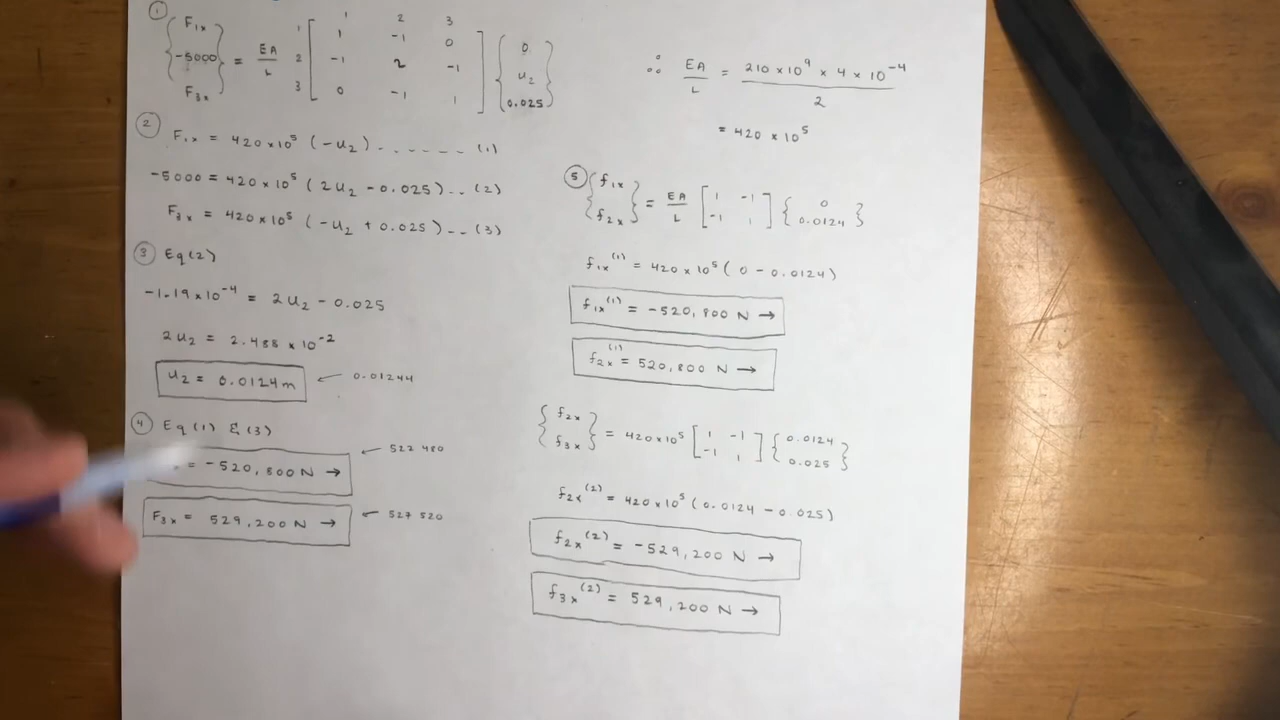 ①
1 2 3
F1x 1 1 -1 0 0
-5000 = EA/L 2 -1 2 -1 u2
F3x 3 0 -1 1 0.025
∴ EA/L = 210 × 10^9 × 4 × 10^-4 / 2
= 420 × 10^5
②
F1x = 420 × 10^5 (-u2) - - - - - - (1)
-5000 = 420 × 10^5 (2u2 - 0.025) - - (2)
F3x = 420 × 10^5 (-u2 + 0.025) - - (3)
③ Eq(2)
-1.19 × 10^-4 = 2u2 - 0.025
2u2 = 2.488 × 10^-2
u2 = 0.0124 m ← 0.01244
④ Eq(1) & (3)
= -520,800 N → ← 522 480
F3x = 529,200 N → ← 527 520
⑤
{f1x f2x} = EA/L [1 -1 -1 1] {0 0.0124}
f1x^(1) = 420 × 10^5 (0 - 0.0124)
f1x^(1) = -520,800 N →
f2x^(1) = 520,800 N →
{f2x f3x} = 420 × 10^5 [1 -1 -1 1] {0.0124 0.025}
f2x^(2) = 420 × 10^5 (0.0124 - 0.025)
f2x^(2) = -529,200 N →
f3x^(2) = 529,200 N →